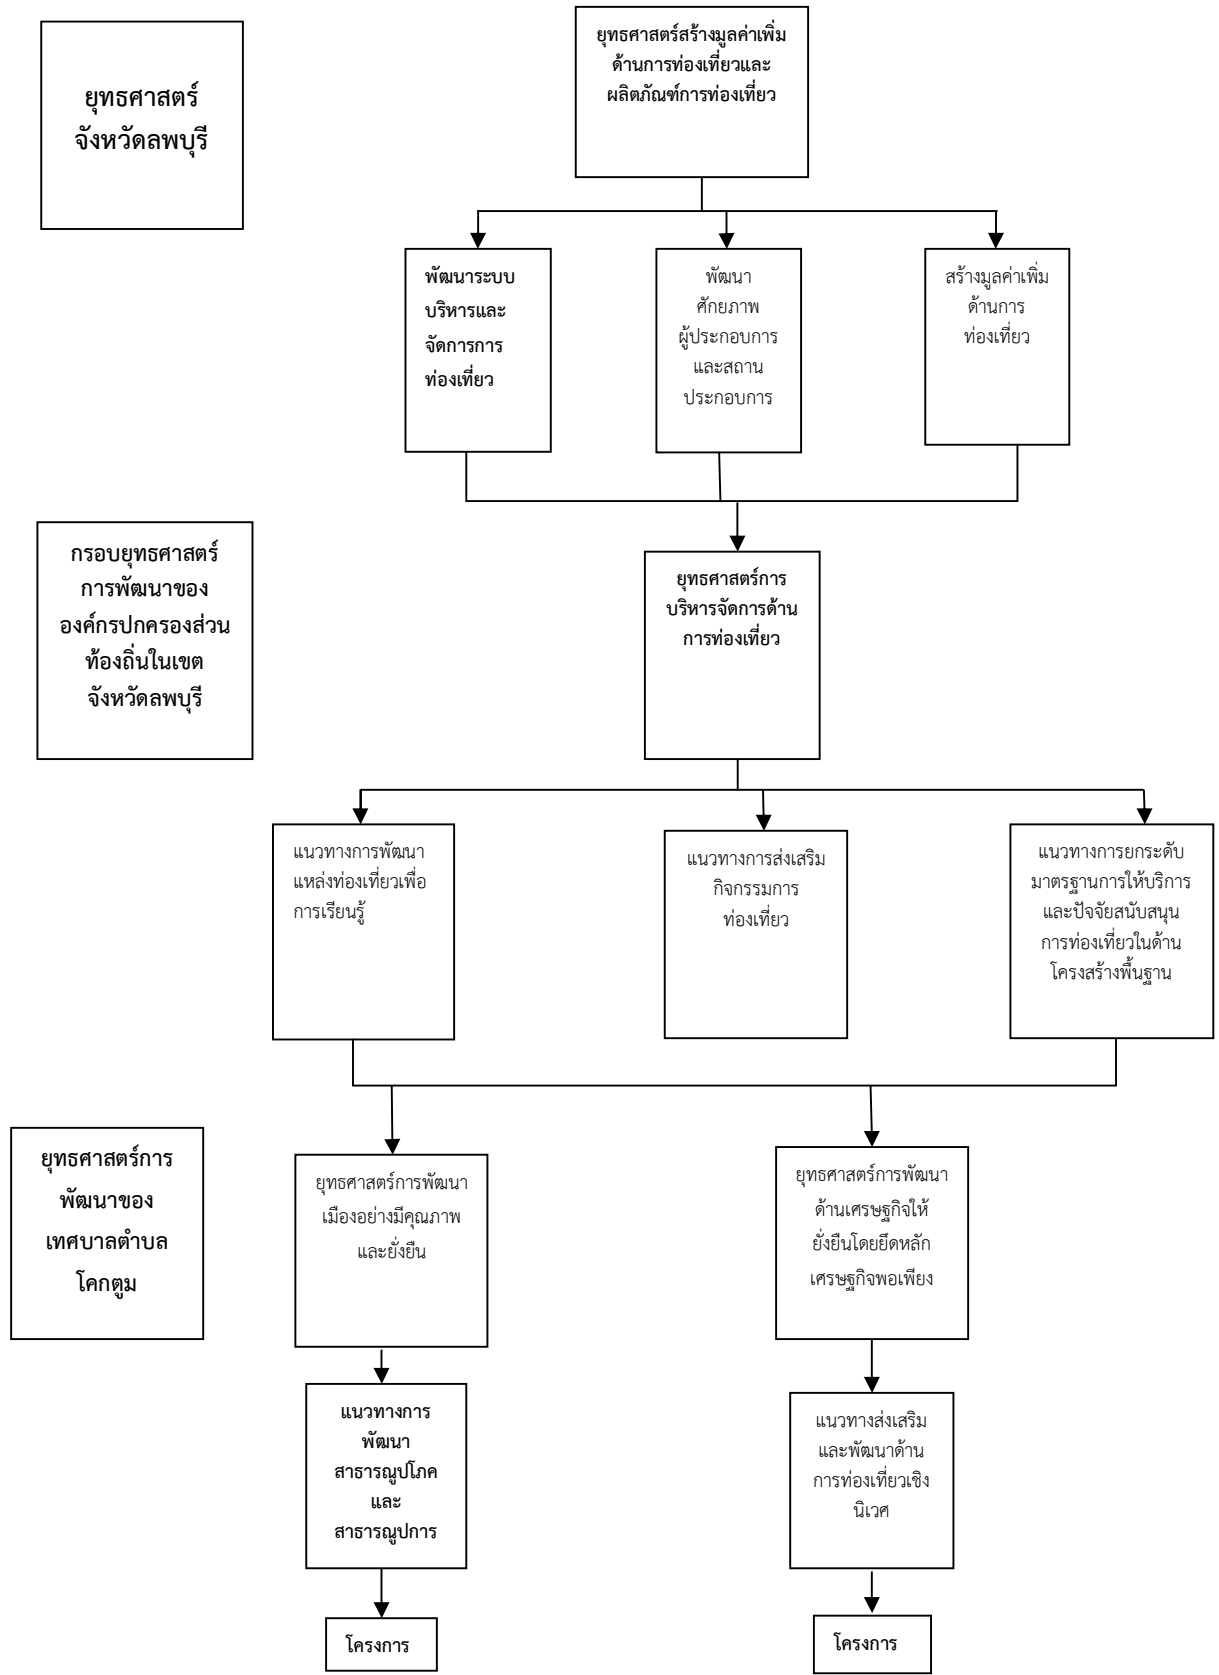 ยุทธศาสตร์
จังหวัดลพบุรี
ยุทธศาสตร์สร้างมูลค่าเพิ่ม
ด้านการท่องเที่ยวและ
ผลิตภัณฑ์การท่องเที่ยว
พัฒนาระบบ
บริหารและ
จัดการการ
ท่องเที่ยว
พัฒนา
ศักยภาพ
ผู้ประกอบการ
และสถาน
ประกอบการ
สร้างมูลค่าเพิ่ม
ด้านการ
ท่องเที่ยว
กรอบยุทธศาสตร์
การพัฒนาของ
องค์กรปกครองส่วน
ท้องถิ่นในเขต
จังหวัดลพบุรี
ยุทธศาสตร์การ
บริหารจัดการด้าน
การท่องเที่ยว
แนวทางการพัฒนา
แหล่งท่องเที่ยวเพื่อ
การเรียนรู้
แนวทางการส่งเสริม
กิจกรรมการ
ท่องเที่ยว
แนวทางการยกระดับ
มาตรฐานการให้บริการ
และปัจจัยสนับสนุน
การท่องเที่ยวในด้าน
โครงสร้างพื้นฐาน
ยุทธศาสตร์การ
พัฒนาของ
เทศบาลตำบล
โคกตูม
ยุทธศาสตร์การพัฒนา
เมืองอย่างมีคุณภาพ
และยั่งยืน
ยุทธศาสตร์การพัฒนา
ด้านเศรษฐกิจให้
ยั่งยืนโดยยึดหลัก
เศรษฐกิจพอเพียง
แนวทางการ
พัฒนา
สาธารณูปโภค
และ
สาธารณูปการ
แนวทางส่งเสริม
และพัฒนาด้าน
การท่องเที่ยวเชิง
นิเวศ
โครงการ
โครงการ